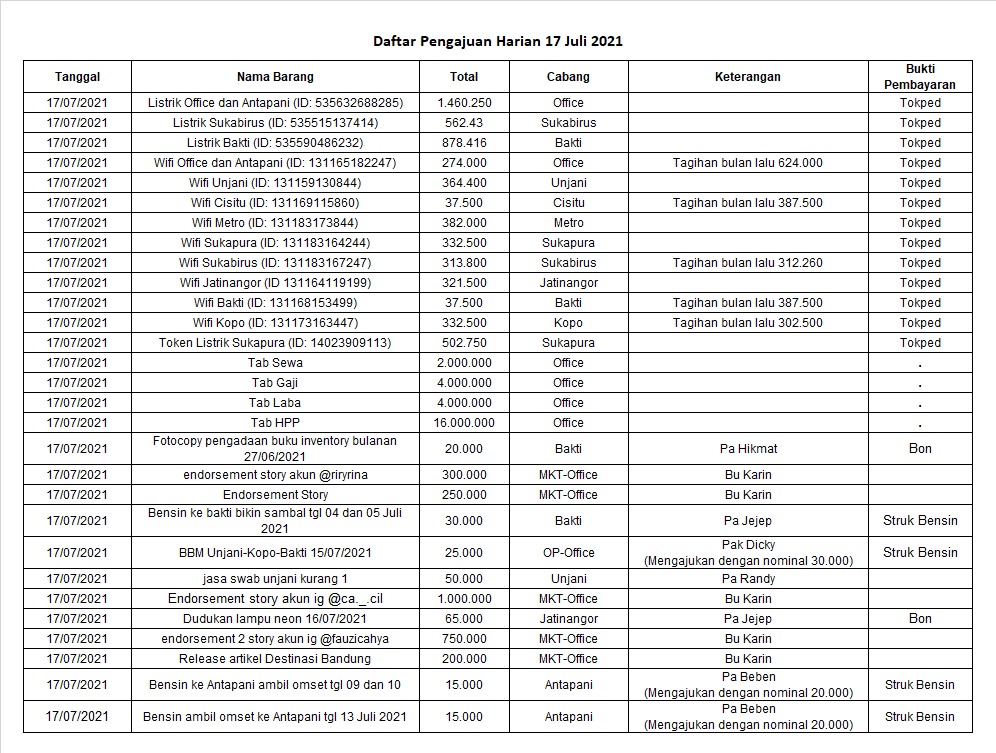 Daftar Pengajuan Harian 17 Juli 2021
Tanggal Nama Barang Total Cabang Keterangan Bukti Pembayaran
17/07/2021 Listrik Office dan Antapani (ID: 535632688285) 1.460.250 Office Tokped
17/07/2021 Listrik Sukabirus (ID: 535515137414) 562.43 Sukabirus Tokped
17/07/2021 Listrik Bakti (ID: 535590486232) 878.416 Bakti Tokped
17/07/2021 Wifi Office dan Antapani (ID: 131165182247) 274.000 Office Tagihan bulan lalu 624.000 Tokped
17/07/2021 Wifi Unjani (ID: 131159130844) 364.400 Unjani Tokped
17/07/2021 Wifi Cisitu (ID: 131169115860) 37.500 Cisitu Tagihan bulan lalu 387.500 Tokped
17/07/2021 Wifi Metro (ID: 131183173844) 382.000 Metro Tokped
17/07/2021 Wifi Sukapura (ID: 131183164244) 332.500 Sukapura Tokped
17/07/2021 Wifi Sukabirus (ID: 131183167247) 313.800 Sukabirus Tagihan bulan lalu 312.260 Tokped
17/07/2021 Wifi Jatinangor (ID 131164119199) 321.500 Jatinangor Tokped
17/07/2021 Wifi Bakti (ID: 131168153499) 37.500 Bakti Tagihan bulan lalu 387.500 Tokped
17/07/2021 Wifi Kopo (ID: 131173163447) 332.500 Kopo Tagihan bulan lalu 302.500 Tokped
17/07/2021 Token Listrik Sukapura (ID: 14023909113) 502.750 Sukapura Tokped
17/07/2021 Tab Sewa 2.000.000 Office .
17/07/2021 Tab Gaji 4.000.000 Office .
17/07/2021 Tab Laba 4.000.000 Office .
17/07/2021 Tab HPP 16.000.000 Office .
17/07/2021 Fotocopy pengadaan buku inventory bulanan 27/06/2021 20.000 Bakti Pa Hikmat Bon
17/07/2021 endorsement story akun @riryrina 300.000 MKT-Office Bu Karin
17/07/2021 Endorsement Story 250.000 MKT-Office Bu Karin
17/07/2021 Bensin ke bakti bikin sambal tgl 04 dan 05 Juli 2021 30.000 Bakti Pa Jejep Struk Bensin
17/07/2021 BBM Unjani-Kopo-Bakti 15/07/2021 25.000 OP-Office Pak Dicky (Mengajukan dengan nominal 30.000) Struk Bensin
17/07/2021 jasa swab unjani kurang 1 50.000 Unjani Pa Randy
17/07/2021 Endorsement story akun ig @ca._.cil 1.000.000 MKT-Office Bu Karin
17/07/2021 Dudukan lampu neon 16/07/2021 65.000 Jatinangor Pa Jejep Bon
17/07/2021 endorsement 2 story akun ig @fauzicahya 750.000 MKT-Office Bu Karin
17/07/2021 Release artikel Destinasi Bandung 200.000 MKT-Office Bu Karin
17/07/2021 Bensin ke Antapani ambil omset tgl 09 dan 10 15.000 Antapani Pa Beben (Mengajukan dengan nominal 20.000) Struk Bensin
17/07/2021 Bensin ambil omset ke Antapani tgl 13 Juli 2021 15.000 Antapani Pa Beben (Mengajukan dengan nominal 20.000) Struk Bensin